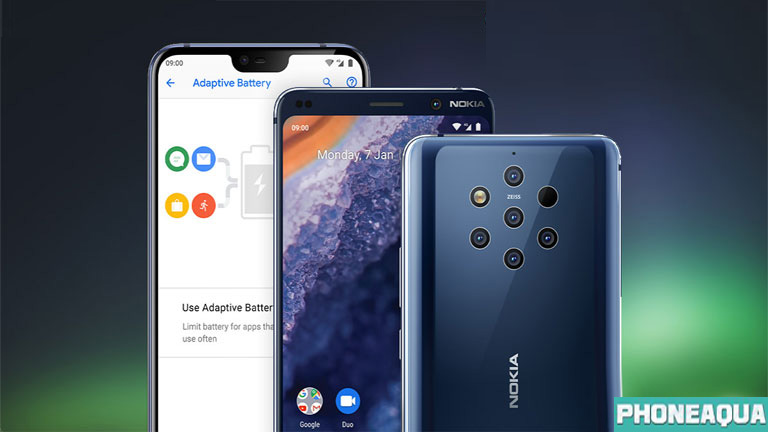 09:00
Adaptive Battery
Use Adaptive Batter
Limit battery for apps tha
use often
NOKIA
09:00
Monday, 7 Jan
Google
Duo
ZEISS
NOKIA
PHONEAQUA